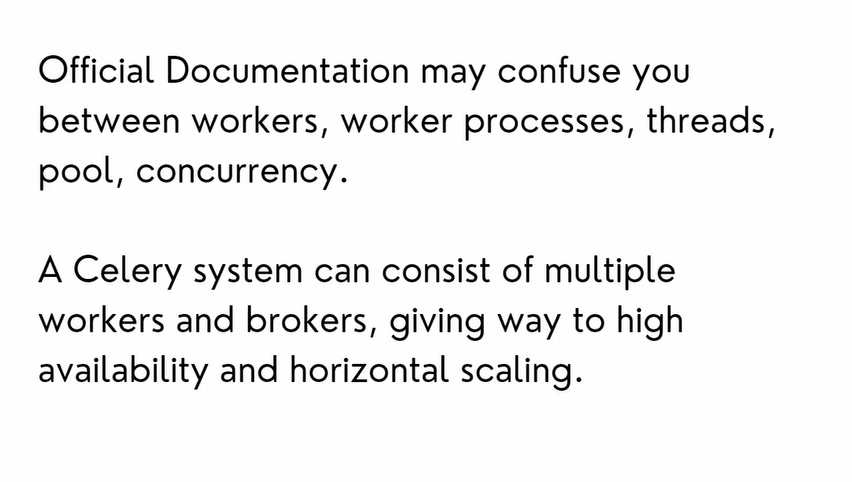 Official Documentation may confuse you
between workers, worker processes, threads,
pool, concurrency.
A Celery system can consist of multiple
workers and brokers, giving way to high
availability and horizontal scaling.